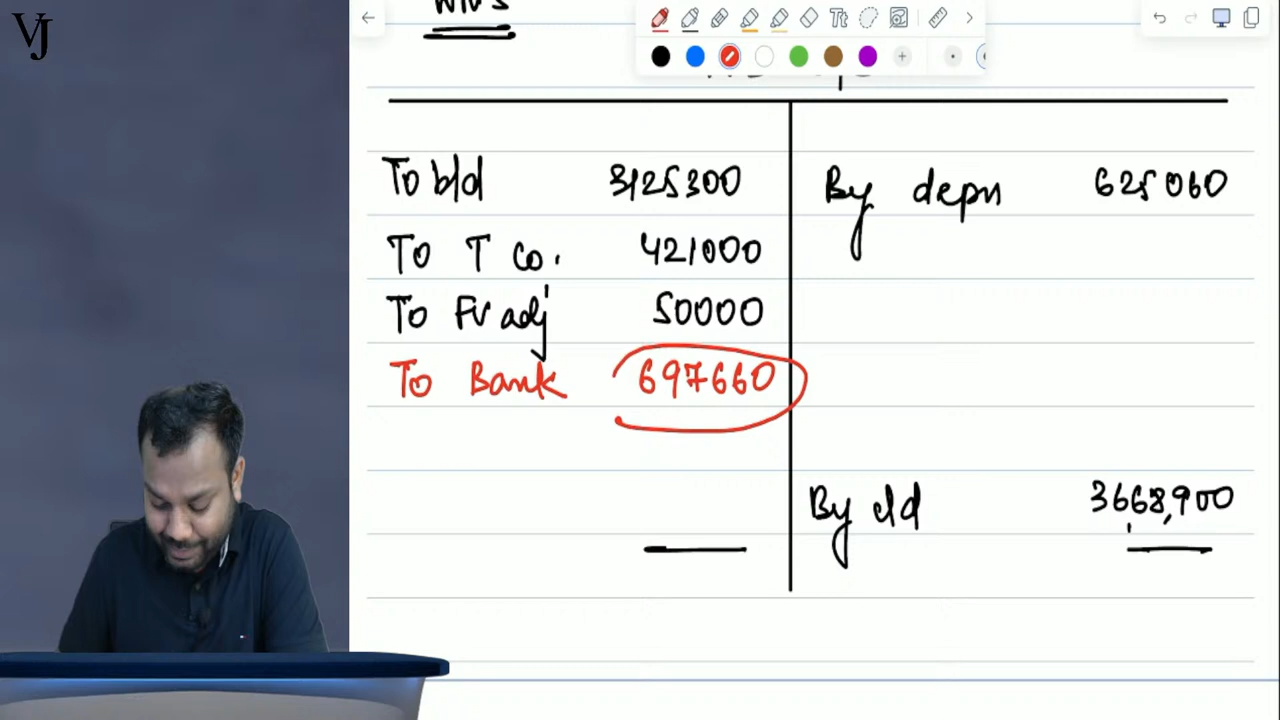 VJ
Tt
To b/d 3125300 By depn 625060
To T Co. 421000
To FV adj 50000
To Bank 697660
By c/d 3668,900